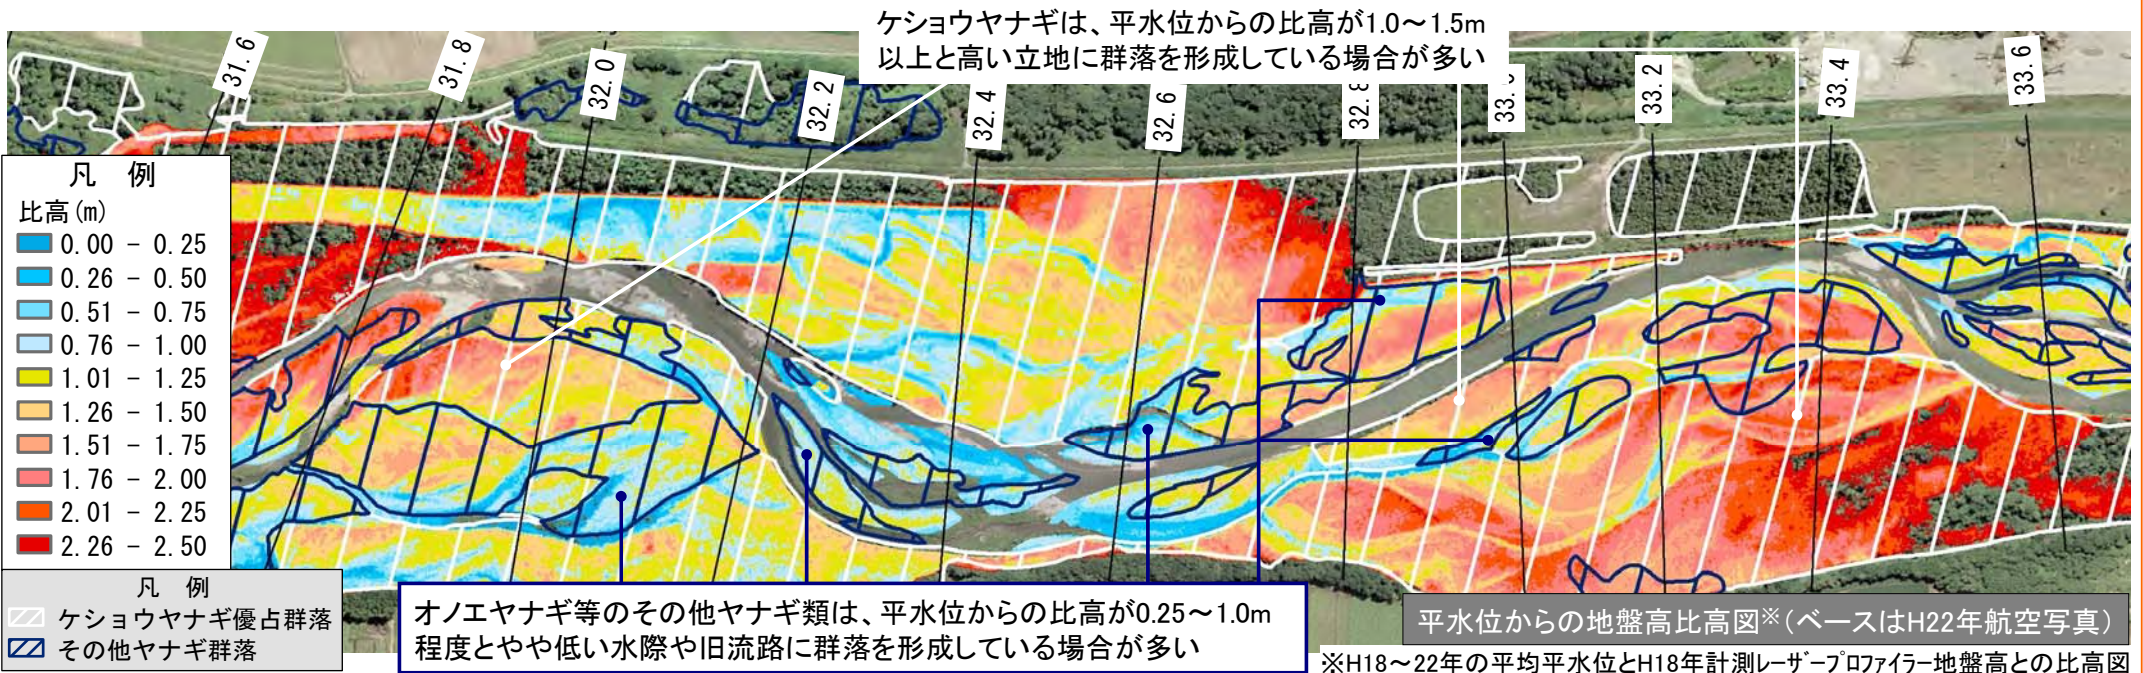 ケショウヤナギは、平水位からの比高が1.0～1.5m
以上と高い立地に群落を形成している場合が多い
31.6
31.8
32.0
32.2
32.4
32.6
32.8
33.2
33.4
33.6
凡 例
比高(m)
0.00 - 0.25
0.26 - 0.50
0.51 - 0.75
0.76 - 1.00
1.01 - 1.25
1.26 - 1.50
1.51 - 1.75
1.76 - 2.00
2.01 - 2.25
2.26 - 2.50
凡 例
ケショウヤナギ優占群落
その他ヤナギ群落
オノエヤナギ等のその他ヤナギ類は、平水位からの比高が0.25～1.0m
程度とやや低い水際や旧流路に群落を形成している場合が多い
平水位からの地盤高比高図※(ベースはH22年航空写真)
※H18～22年の平均平水位とH18年計測レーザープロファイラー地盤高との比高図